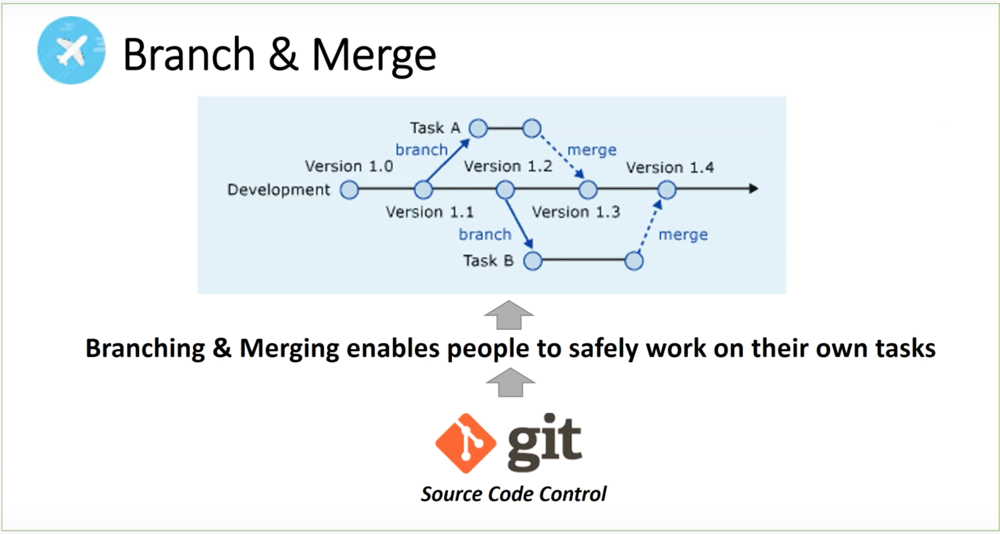 Branch & Merge
Task A
branch
merge
Version 1.0
Version 1.2
Version 1.4
Development
Version 1.1
Version 1.3
branch
merge
Task B
Branching & Merging enables people to safely work on their own tasks
git
Source Code Control